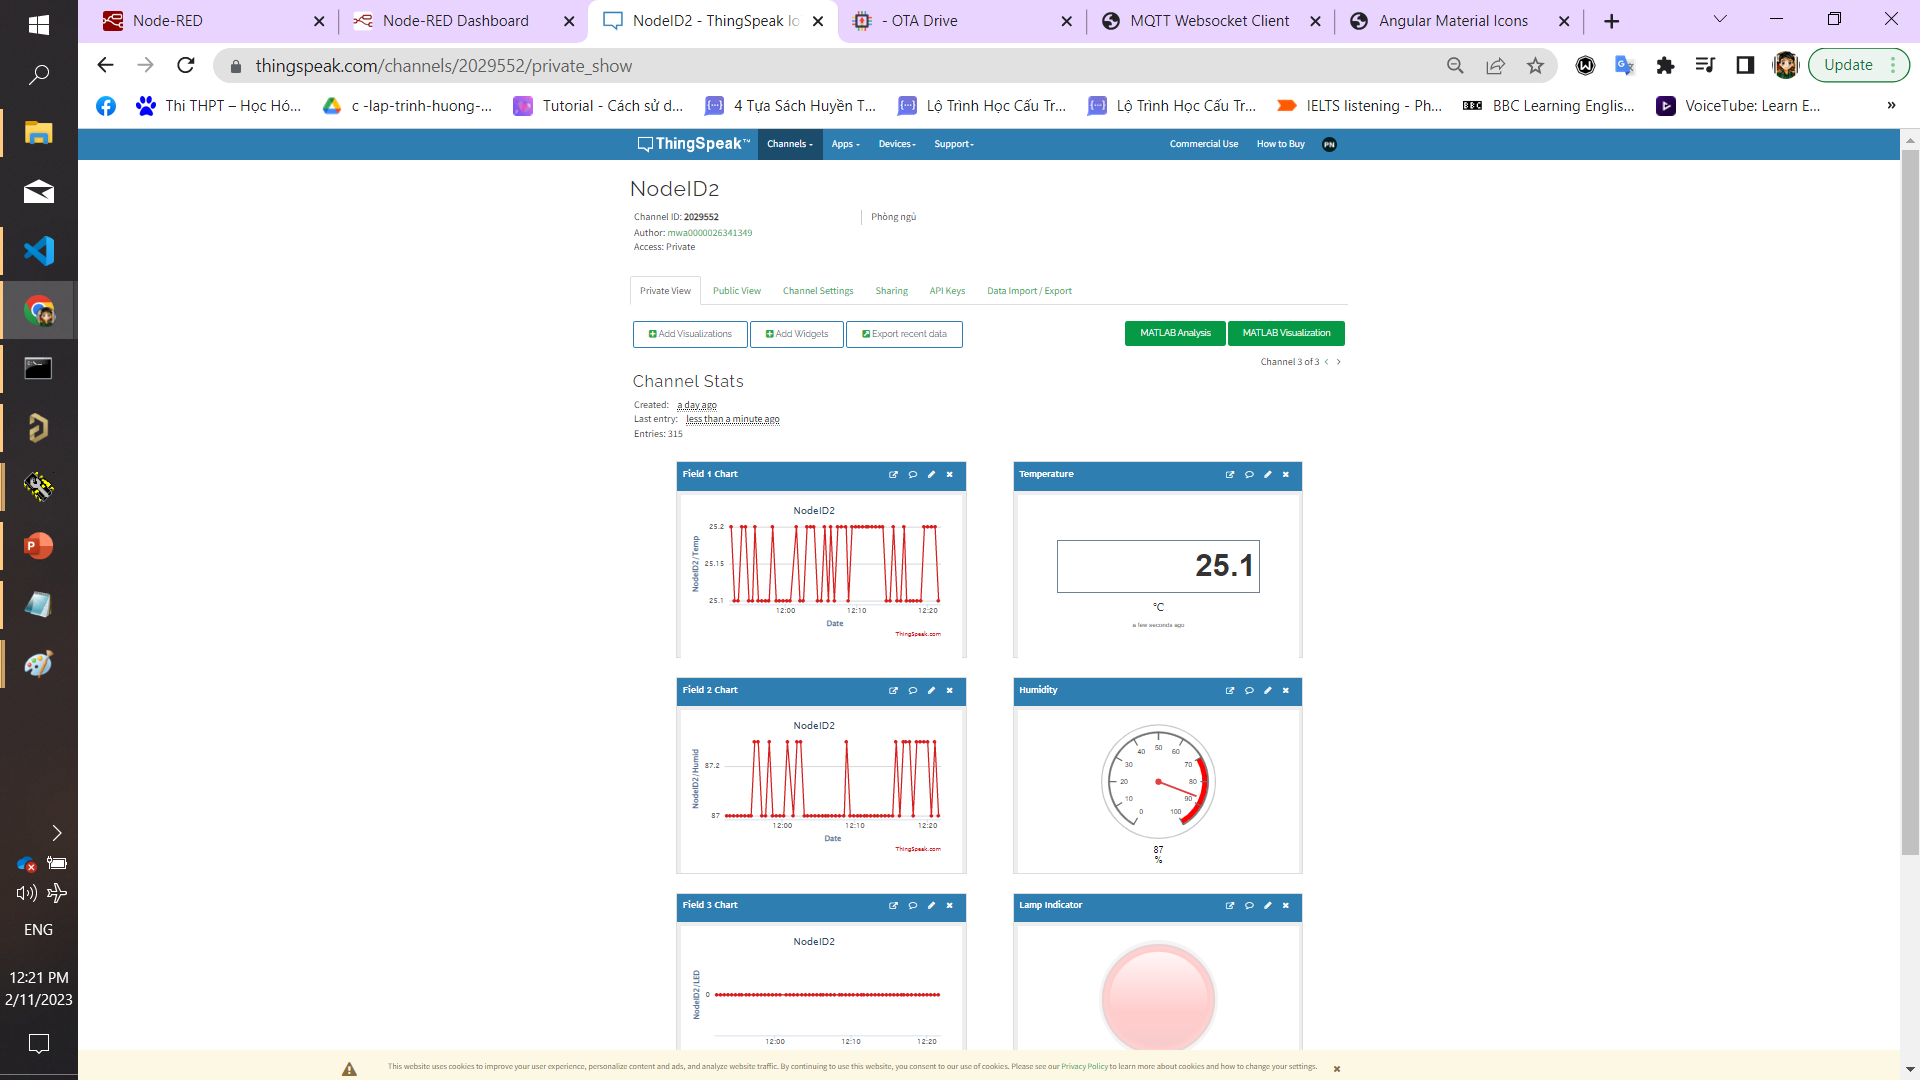 Node-RED
Node-RED Dashboard
NodeID2 - ThingSpeak Io
- OTA Drive
MQTT Websocket Client
Angular Material Icons
thingspeak.com/channels/2029552/private_show
Update
Thi THPT – Học Hó...
c -lap-trinh-huong-...
Tutorial - Cách sử d...
4 Tựa Sách Huyền T...
Lộ Trình Học Cấu Tr...
Lộ Trình Học Cấu Tr...
IELTS listening - Ph...
BBC
BBC Learning Englis...
VoiceTube: Learn E...
»
ThingSpeak™
Channels
Apps
Devices
Support
Commercial Use
How to Buy
PN
NodeID2
Channel ID: 2029552
Author: mwa0000026341349
Access: Private
Phòng ngủ
Private View
Public View
Channel Settings
Sharing
API Keys
Data Import / Export
Add Visualizations
Add Widgets
Export recent data
MATLAB Analysis
MATLAB Visualization
Channel 3 of 3 < >
Channel Stats
Created: a day ago
Last entry: less than a minute ago
Entries: 315
Field 1 Chart
NodeID2
NodeID2/Temp
25.2
25.15
25.1
12:00
12:10
12:20
Date
ThingSpeak.com
Temperature
25.1
°C
a few seconds ago
Field 2 Chart
NodeID2
NodeID2/Humid
87.2
87
12:00
12:10
12:20
Date
ThingSpeak.com
Humidity
0
10
20
30
40
50
60
70
80
90
100
87
%
Field 3 Chart
NodeID2
NodeID2/LED
0
12:00
12:10
12:20
Lamp Indicator
This website uses cookies to improve your user experience, personalize content and ads, and analyze website traffic. By continuing to use this website, you consent to our use of cookies. Please see our Privacy Policy to learn more about cookies and how to change your settings.
P
ENG
12:21 PM
2/11/2023